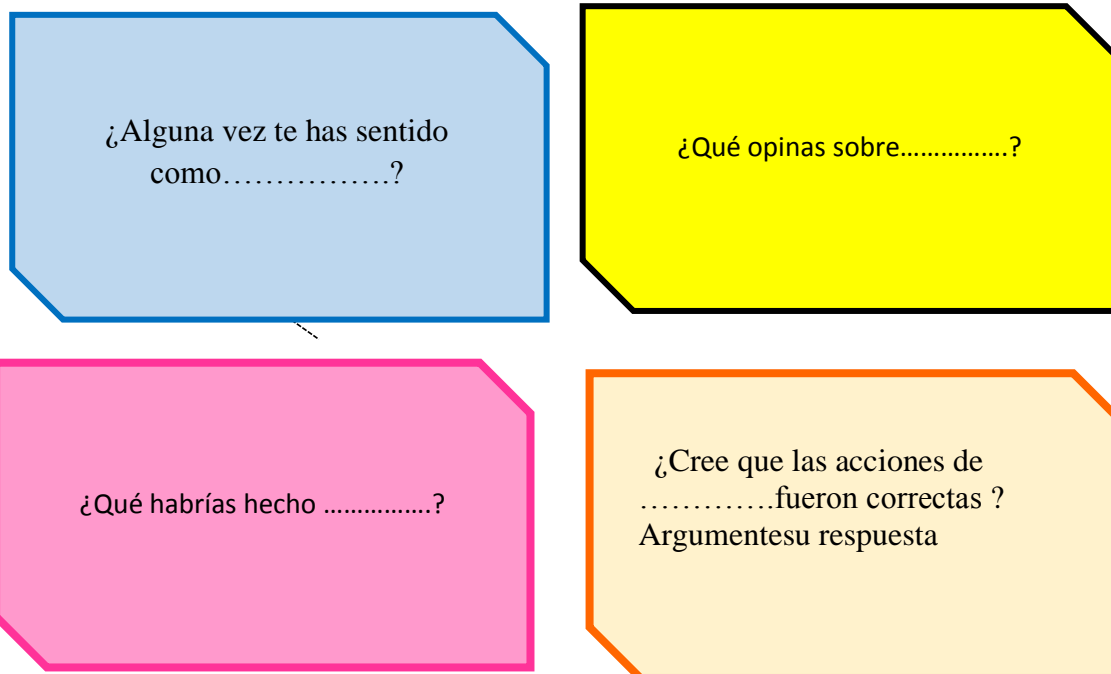 ¿Alguna vez te has sentido
como…………….?
¿Qué opinas sobre…………….?
¿Qué habrías hecho …………….?
¿Cree que las acciones de
………….fueron correctas ?
Argumentesu respuesta